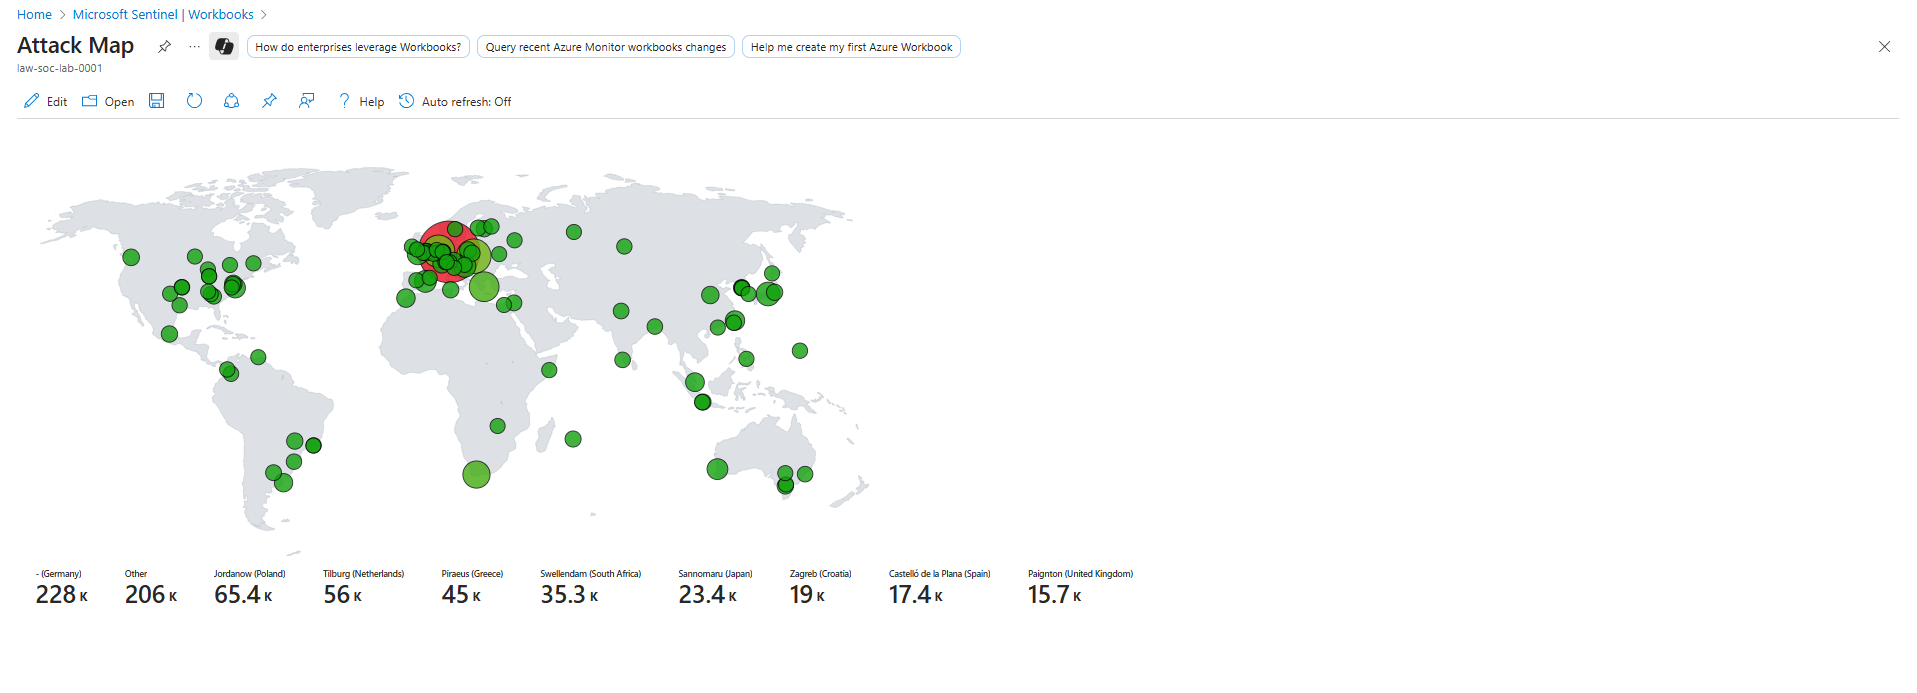 Home > Microsoft Sentinel | Workbooks >
Attack Map ... How do enterprises leverage Workbooks? Query recent Azure Monitor workbooks changes Help me create my first Azure Workbook
law-soc-lab-0001
Edit Open Help Auto refresh: Off
- (Germany) Other Jordanow (Poland) Tilburg (Netherlands) Piraeus (Greece) Swellendam (South Africa) Sannomaru (Japan) Zagreb (Croatia) Castelló de la Plana (Spain) Paignton (United Kingdom)
228 K 206 K 65.4 K 56 K 45 K 35.3 K 23.4 K 19 K 17.4 K 15.7 K